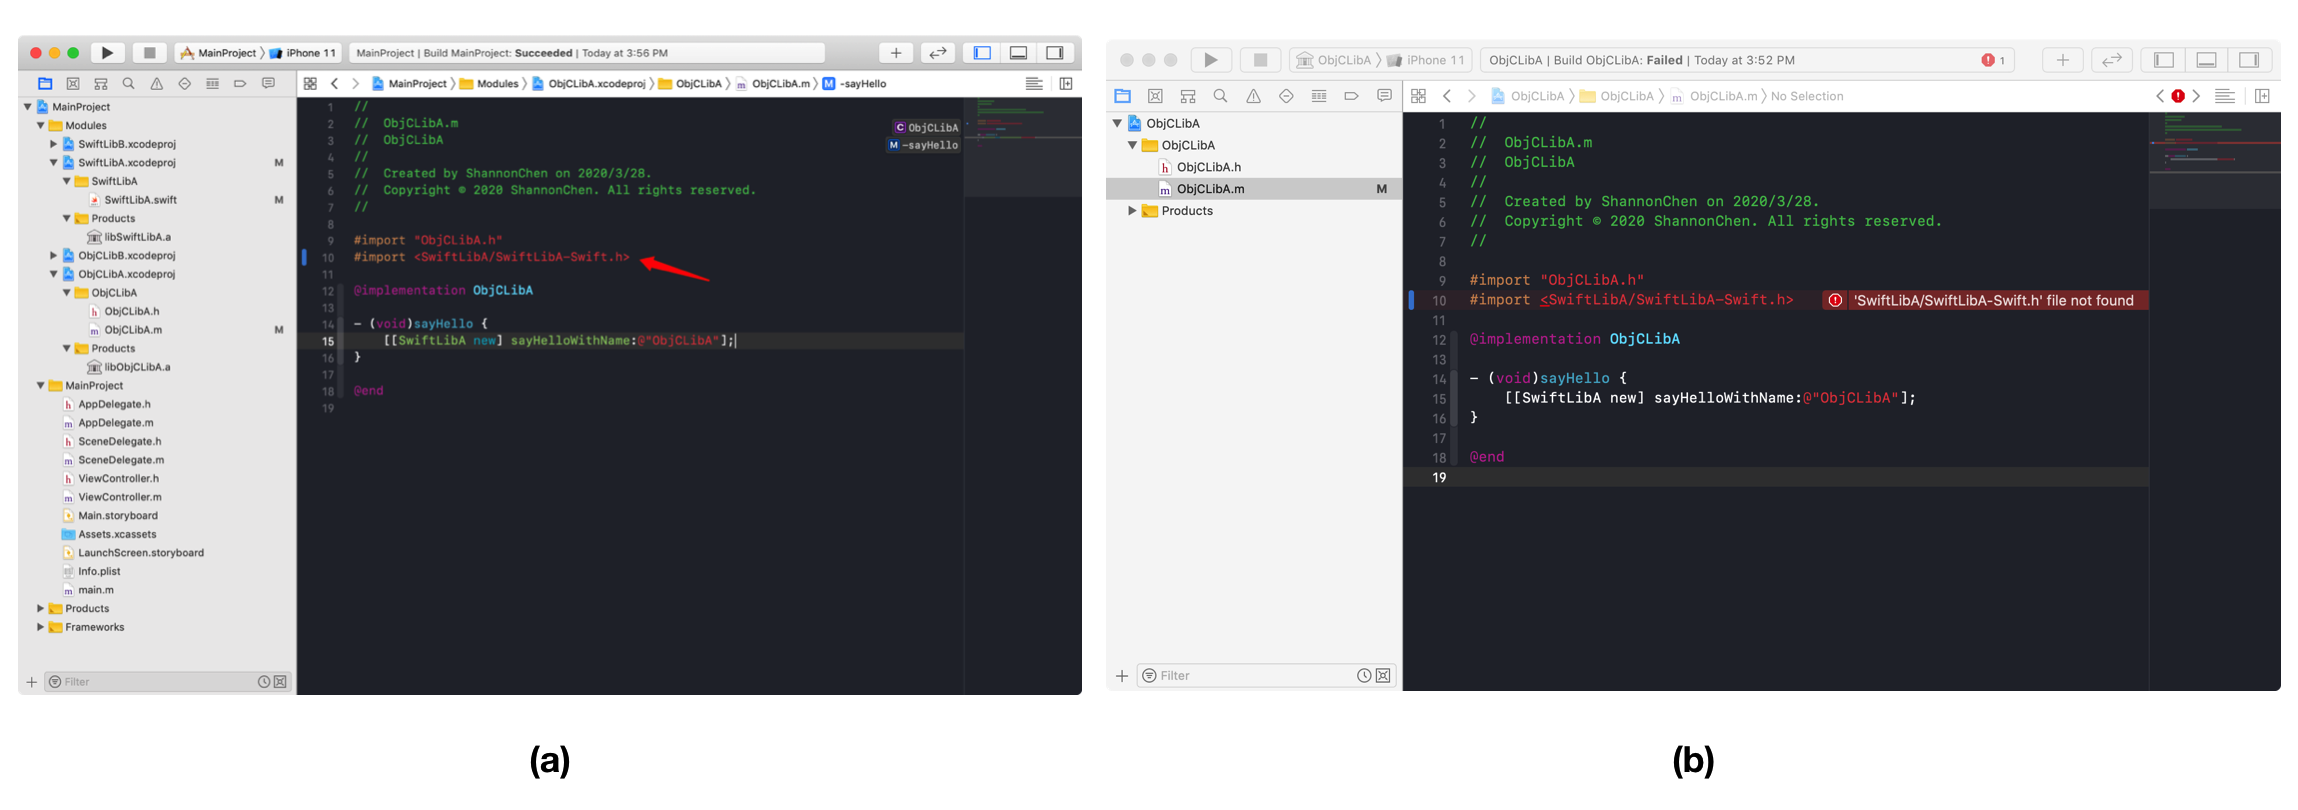 MainProject iPhone 11 MainProject | Build MainProject: Succeeded | Today at 3:56 PM
MainProject Modules ObjCLibA.xcodeproj ObjCLibA ObjCLibA.m M -sayHello
MainProject
Modules
SwiftLibB.xcodeproj
SwiftLibA.xcodeproj M
SwiftLibA
SwiftLibA.swift M
Products
libSwiftLibA.a
ObjCLibB.xcodeproj
ObjCLibA.xcodeproj
ObjCLibA
h ObjCLibA.h
m ObjCLibA.m M
Products
libObjCLibA.a
MainProject
h AppDelegate.h
m AppDelegate.m
h SceneDelegate.h
m SceneDelegate.m
h ViewController.h
m ViewController.m
Main.storyboard
Assets.xcassets
LaunchScreen.storyboard
Info.plist
m main.m
Products
Frameworks
Filter
1 //
2 // ObjCLibA.m
3 // ObjCLibA
4 //
5 // Created by ShannonChen on 2020/3/28.
6 // Copyright © 2020 ShannonChen. All rights reserved.
7 //
8
9 #import "ObjCLibA.h"
10 #import <SwiftLibA/SwiftLibA-Swift.h>
11
12 @implementation ObjCLibA
13
14 - (void)sayHello {
15 [[SwiftLibA new] sayHelloWithName:@"ObjCLibA"];
16 }
17
18 @end
19
C ObjCLibA
M -sayHello
(a)
ObjCLibA iPhone 11 ObjCLibA | Build ObjCLibA: Failed | Today at 3:52 PM 1
ObjCLibA ObjCLibA m ObjCLibA.m No Selection
ObjCLibA
ObjCLibA
h ObjCLibA.h
m ObjCLibA.m M
Products
Filter
1 //
2 // ObjCLibA.m
3 // ObjCLibA
4 //
5 // Created by ShannonChen on 2020/3/28.
6 // Copyright © 2020 ShannonChen. All rights reserved.
7 //
8
9 #import "ObjCLibA.h"
10 #import <SwiftLibA/SwiftLibA-Swift.h> 'SwiftLibA/SwiftLibA-Swift.h' file not found
11
12 @implementation ObjCLibA
13
14 - (void)sayHello {
15 [[SwiftLibA new] sayHelloWithName:@"ObjCLibA"];
16 }
17
18 @end
19
(b)